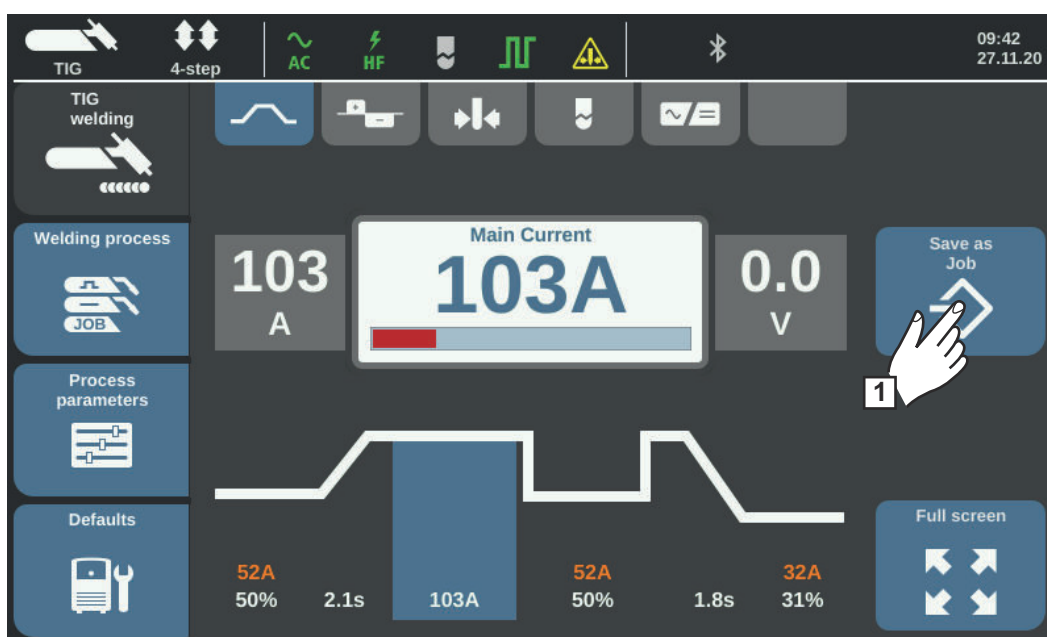 TIG
4-step
AC
HF
09:42
27.11.20
TIG
welding
Welding process
JOB
Process
parameters
Defaults
103
A
Main Current
103A
0.0
V
Save as
Job
1
Full screen
52A
50%
2.1s
103A
52A
50%
1.8s
32A
31%